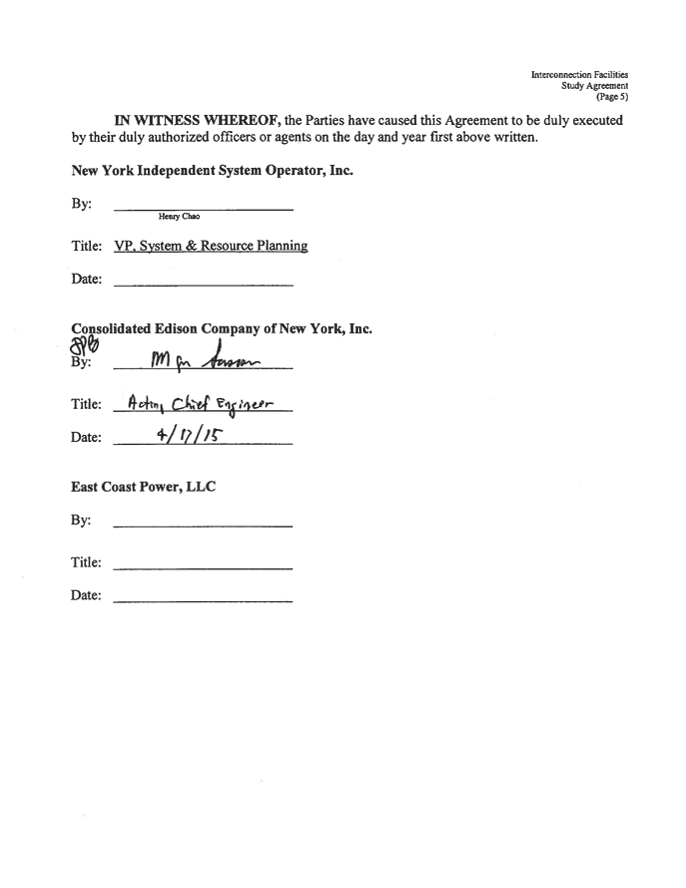 Interconnection Facilities
Study Agreement
(Page 5)
IN WITNESS WHEREOF, the Parties have caused this Agreement to be duly executed
by their duly authorized officers or agents on the day and year first above written.
New York Independent System Operator, Inc.
By:
Henry Chao
Title: VP, System & Resource Planning
Date:
Consolidated Edison Company of New York, Inc.
By:
Title: Acting Chief Engineer
Date: 4/17/15
East Coast Power, LLC
By:
Title:
Date: